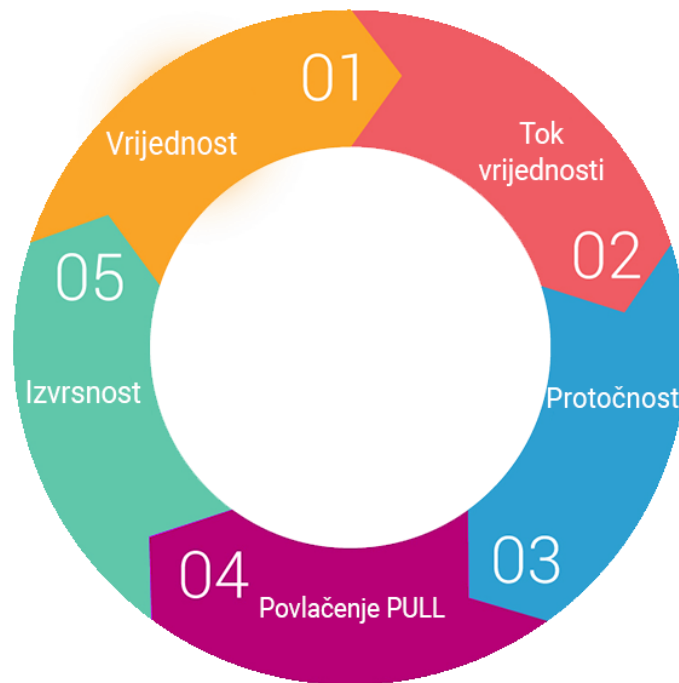 01
Vrijednost
Tok
vrijednosti
02
Protočnost
03
04
Povlačenje PULL
05
Izvrsnost